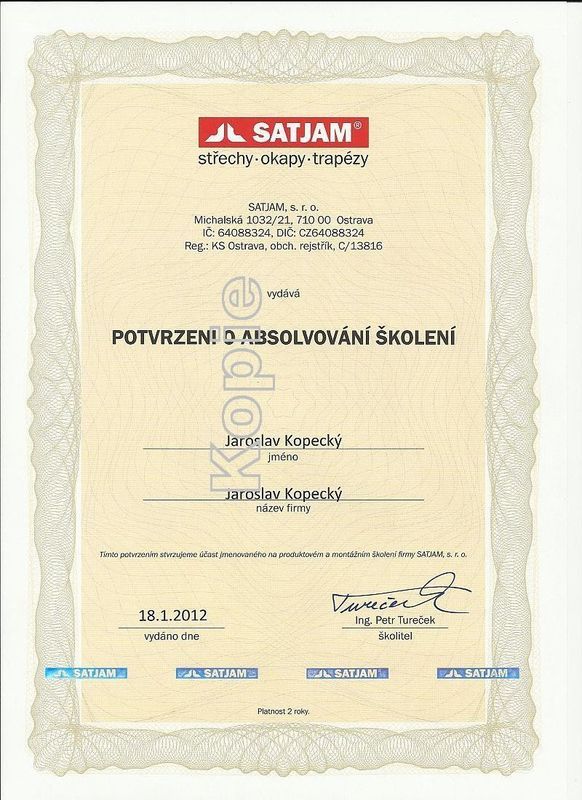 SATJAM®
střechy·okapy·trapézy
SATJAM, s. r. o.
Michalská 1032/21, 710 00 Ostrava
IČ: 64088324, DIČ: CZ64088324
Reg.: KS Ostrava, obch. rejstřík, C/13816
vydává
POTVRZENÍ O ABSOLVOVÁNÍ ŠKOLENÍ
Kopie
Jaroslav Kopecký
jméno
Jaroslav Kopecký
název firmy
Tímto potvrzením stvrzujeme účast jmenovaného na produktovém a montážním školení firmy SATJAM, s. r. o.
18.1.2012
vydáno dne
Tureček
Ing. Petr Tureček
školitel
SATJAM SATJAM SATJAM SATJAM
Platnost 2 roky.